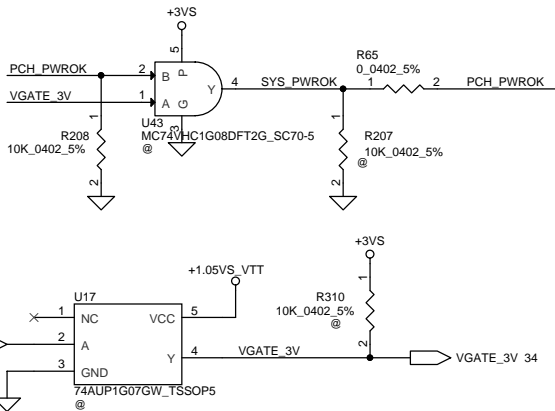 +3VS
5
R65
0_0402_5%
PCH_PWROK 2 B P Y 4 SYS_PWROK 1 2 PCH_PWROK
VGATE_3V 1 A G
3
U43
MC74VHC1G08DFT2G_SC70-5
@
1
R208
10K_0402_5%
2
1
R207
10K_0402_5%
@
2
+3VS
+1.05VS_VTT
U17
1 NC VCC 5
2 A
3 GND Y 4 VGATE_3V
74AUP1G07GW_TSSOP5
@
1
R310
10K_0402_5%
@
2
VGATE_3V 34